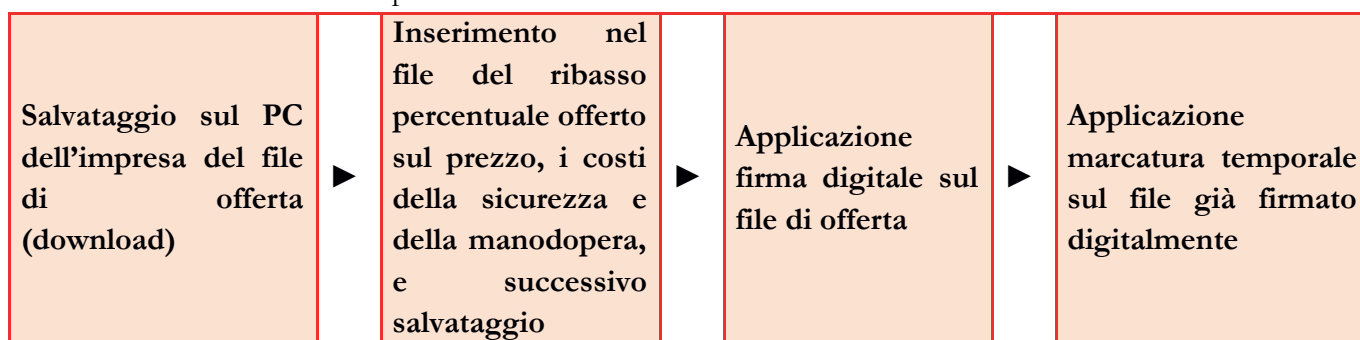 Salvataggio sul PC
dell’impresa del file
di offerta
(download)
►
Inserimento nel
file del ribasso
percentuale offerto
sul prezzo, i costi
della sicurezza e
della manodopera,
e successivo
salvataggio
►
Applicazione
firma digitale sul
file di offerta
►
Applicazione
marcatura temporale
sul file già firmato
digitalmente